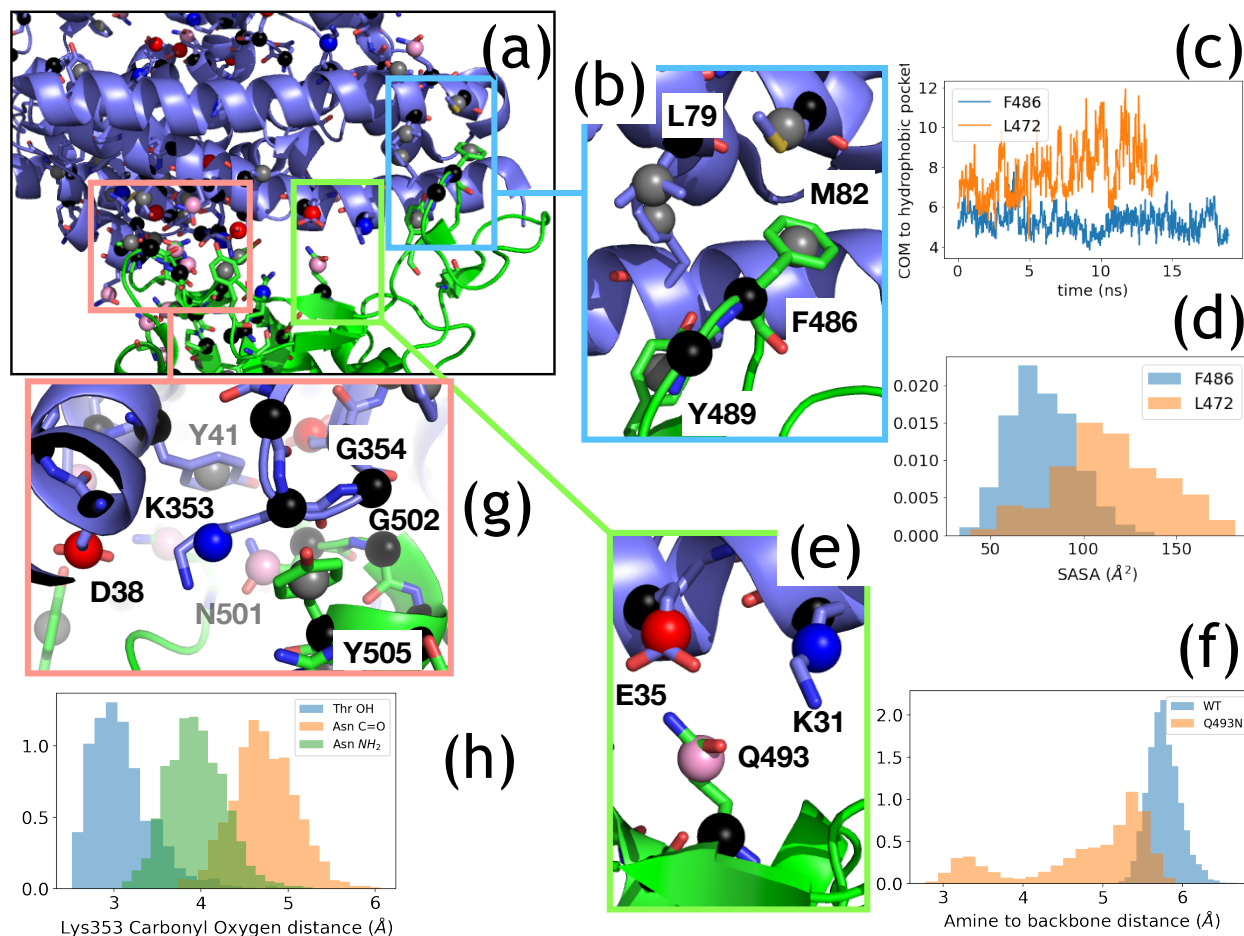 (a)
(b)
L79
M82
F486
Y489
(c)
COM to hydrophobic pocket
12
10
8
6
4
F486
L472
0
5
10
15
time (ns)
(d)
0.020
0.015
0.010
0.005
0.000
F486
L472
50
100
150
SASA (Å²)
Y41
G354
K353
G502
D38
N501
Y505
(g)
(e)
E35
K31
Q493
(f)
2.0
1.5
1.0
0.5
0.0
WT
Q493N
3
4
5
6
Amine to backbone distance (Å)
1.0
0.5
0.0
Thr OH
Asn C=O
Asn NH₂
3
4
5
6
Lys353 Carbonyl Oxygen distance (Å)
(h)